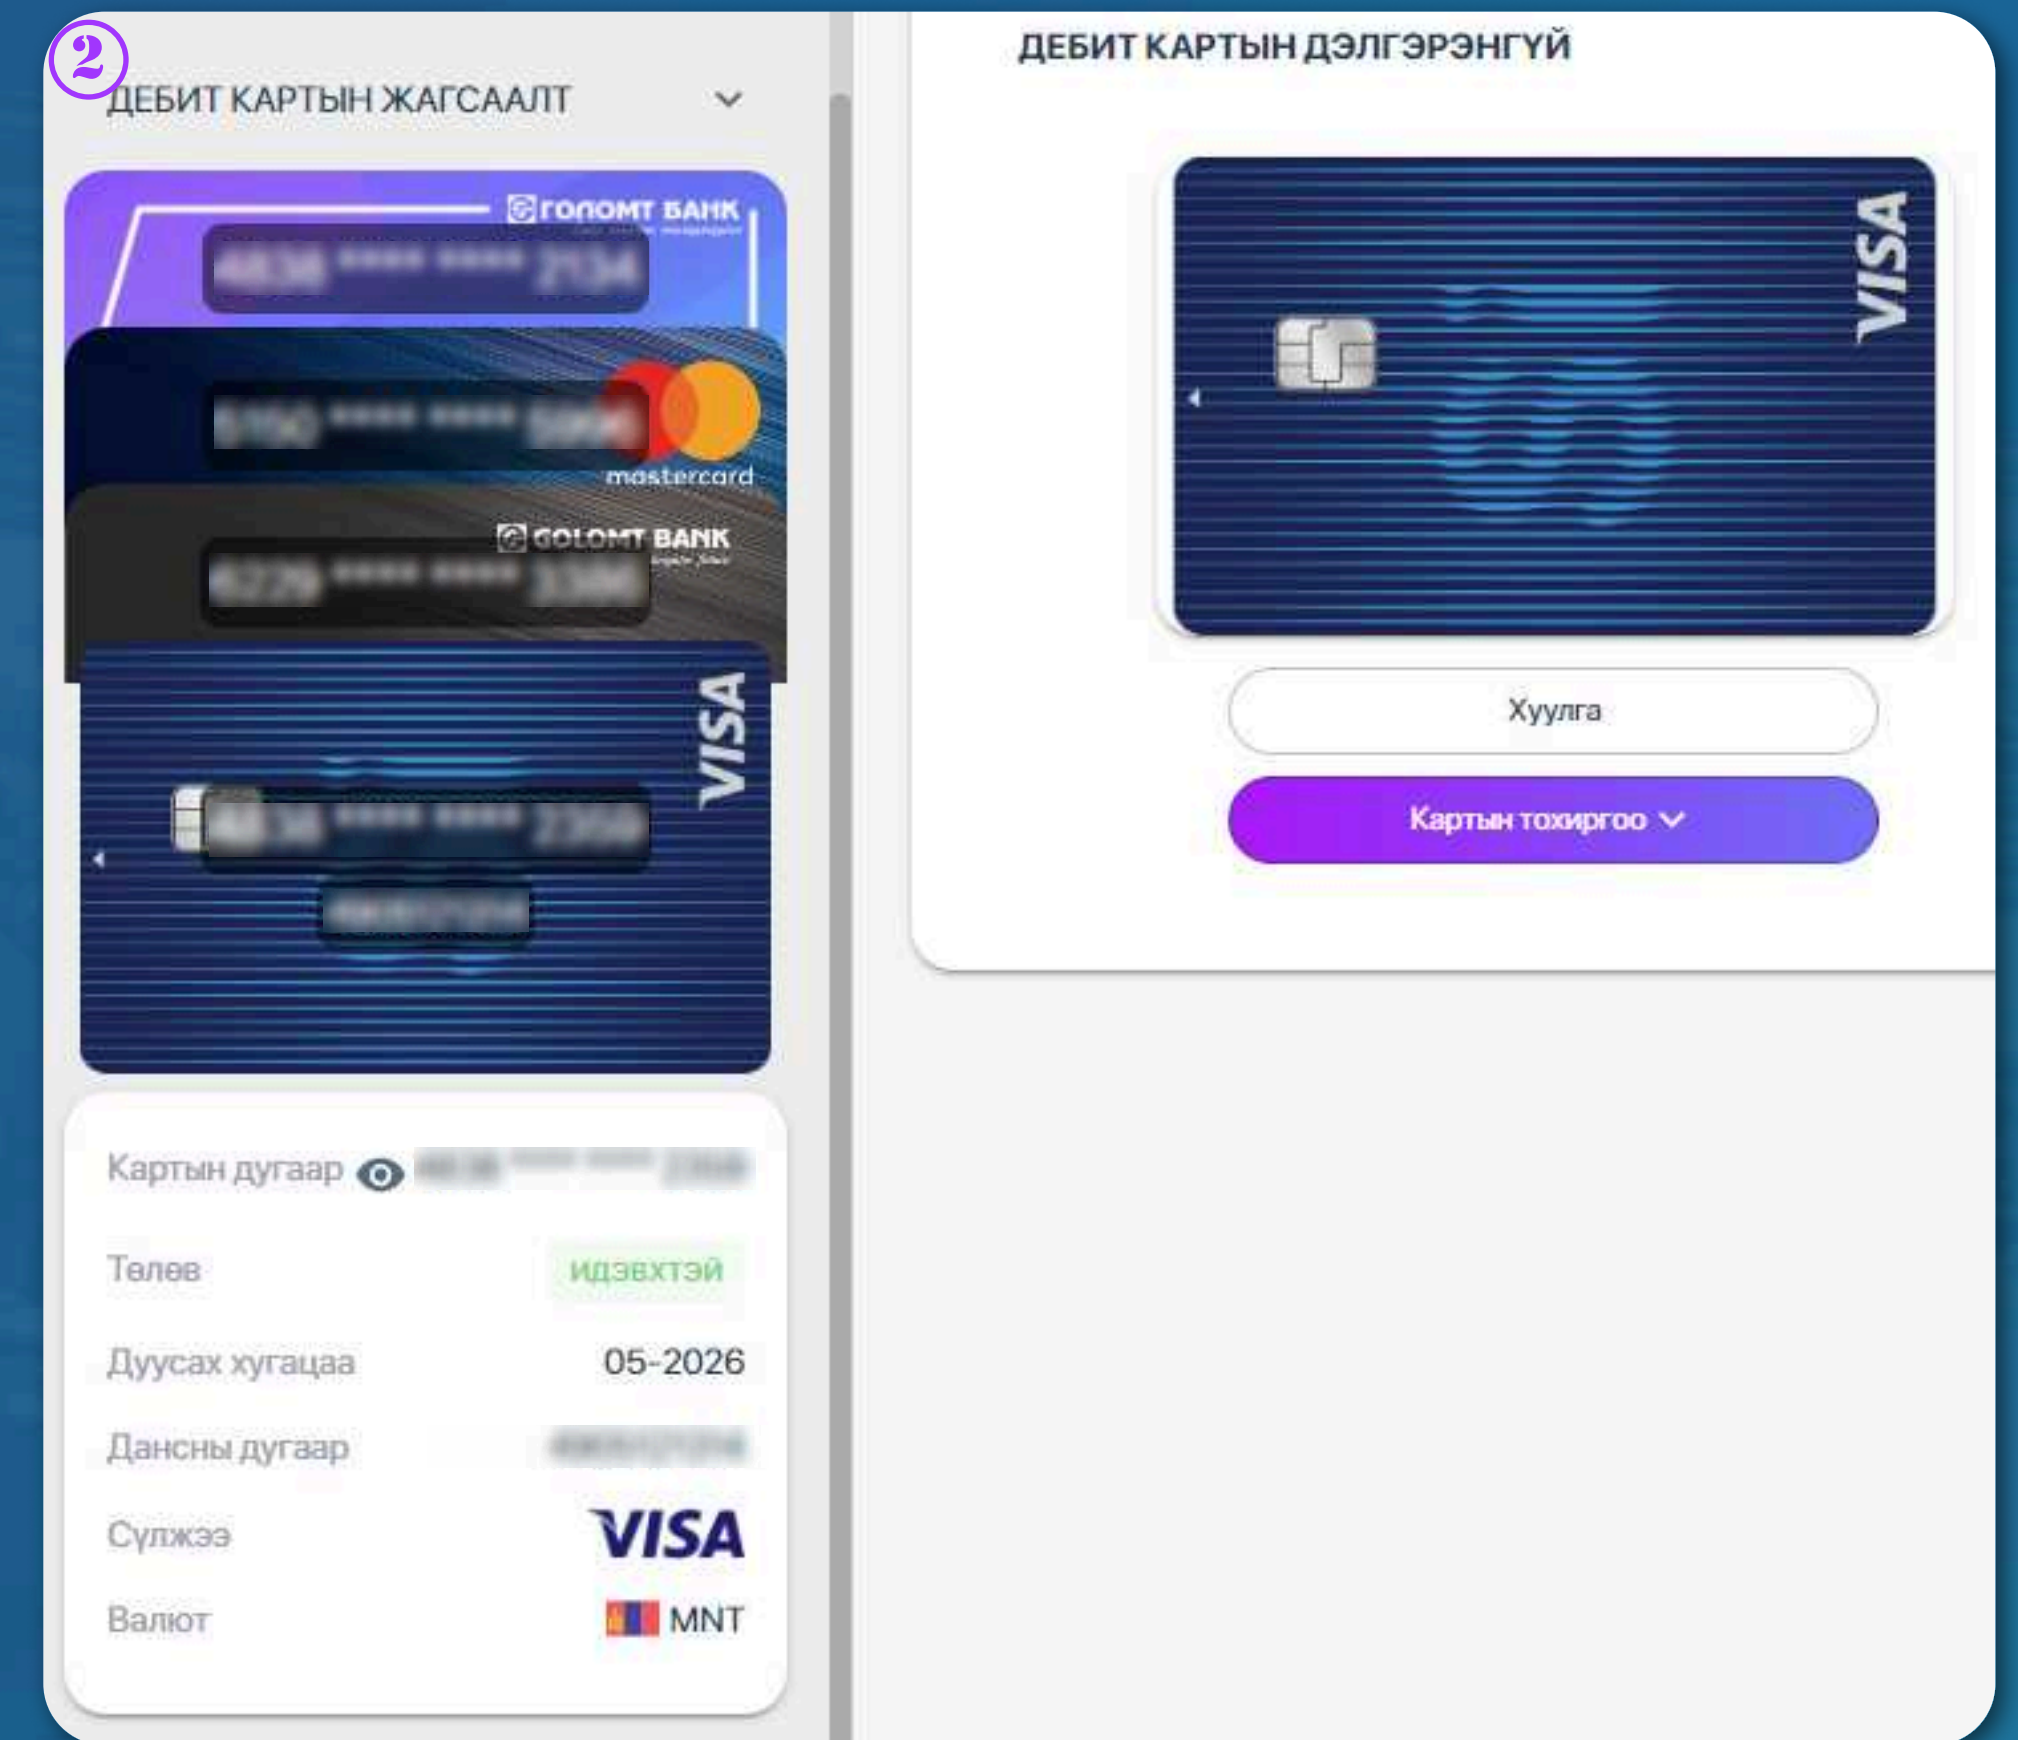 2
ДЕБИТ КАРТЫН ЖАГСААЛТ
ГОЛОМТ БАНК
mastercard
GOLOMT BANK
VISA
Картын дугаар
Төлөв ИДЭВХТЭЙ
Дуусах хугацаа 05-2026
Дансны дугаар
Сүлжээ VISA
Валют MNT
ДЕБИТ КАРТЫН ДЭЛГЭРЭНГҮЙ
VISA
Хуулга
Картын тохиргоо